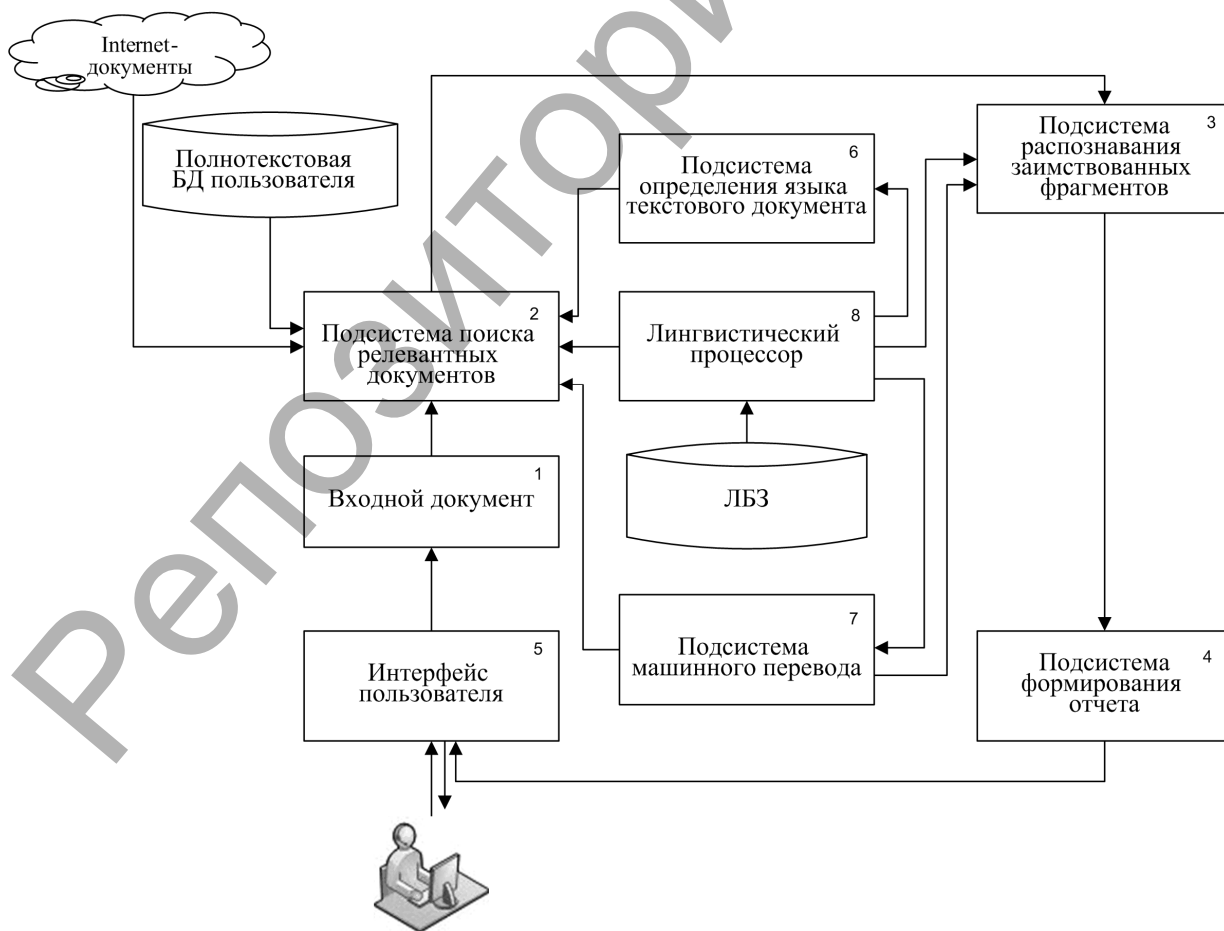 Internet-
документы
Полнотекстовая
БД пользователя
6
Подсистема
определения языка
текстового документа
3
Подсистема
распознавания
заимствованных
фрагментов
2
Подсистема поиска
релевантных
документов
8
Лингвистический
процессор
1
Входной документ
ЛБЗ
5
Интерфейс
пользователя
7
Подсистема
машинного перевода
4
Подсистема
формирования
отчета
Репозитори